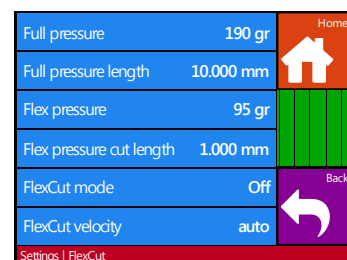 Full pressure 190 gr
Home
Full pressure length 10.000 mm
Flex pressure 95 gr
Flex pressure cut length 1.000 mm
FlexCut mode Off
Back
FlexCut velocity auto
Settings | FlexCut